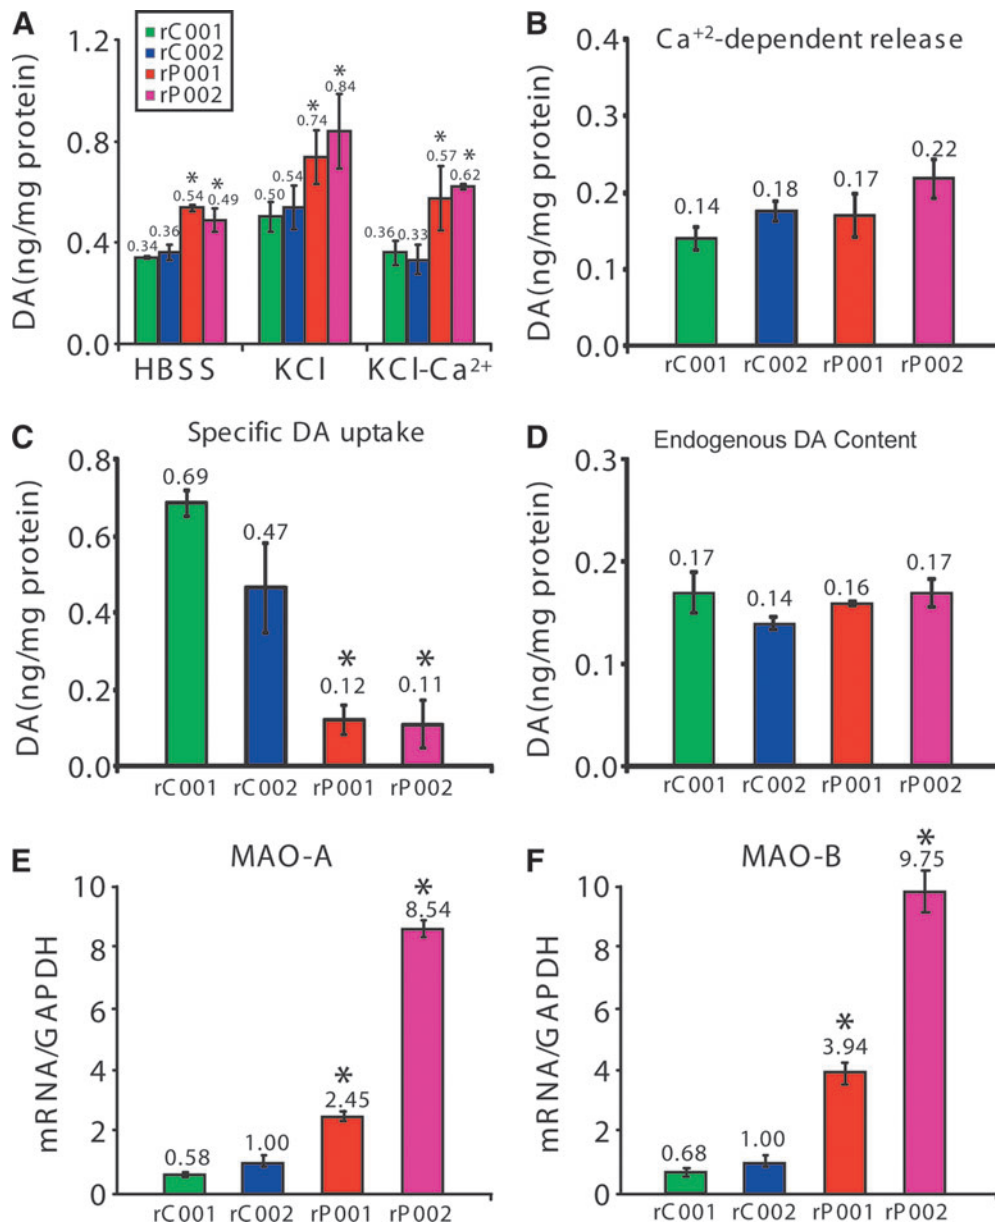 A
rC001
rC002
rP001
rP002
DA(ng/mg protein)
1.2
0.8
0.4
0.0
0.34
0.36
*
0.54
*
0.49
0.50
0.54
*
0.74
*
0.84
0.36
0.33
*
0.57
*
0.62
HBSS
KCl
KCl-Ca2+
B
Ca+2-dependent release
DA(ng/mg protein)
0.4
0.3
0.2
0.1
0.0
0.14
0.18
0.17
0.22
rC001
rC002
rP001
rP002
C
Specific DA uptake
DA(ng/mg protein)
0.8
0.6
0.4
0.2
0.0
0.69
0.47
*
0.12
*
0.11
rC001
rC002
rP001
rP002
D
Endogenous DA Content
DA(ng/mg protein)
0.3
0.2
0.1
0.0
0.17
0.14
0.16
0.17
rC001
rC002
rP001
rP002
E
MAO-A
mRNA/GAPDH
10
8
6
4
2
0
0.58
1.00
*
2.45
*
8.54
rC001
rC002
rP001
rP002
F
MAO-B
mRNA/GAPDH
10
8
6
4
2
0
0.68
1.00
*
3.94
*
9.75
rC001
rC002
rP001
rP002